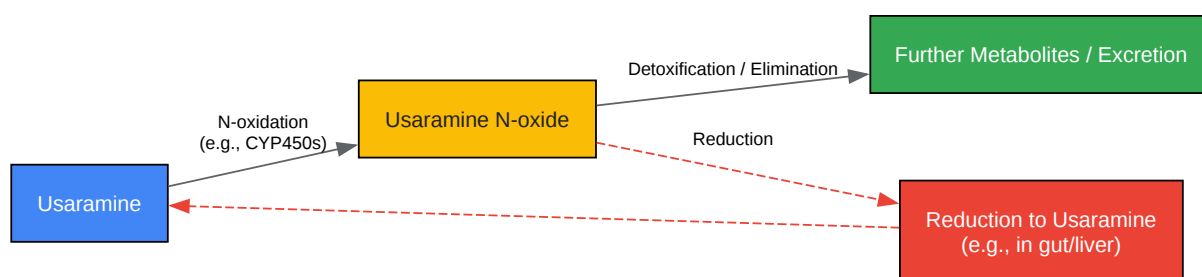 Further Metabolites / Excretion
Detoxification / Elimination
Usaramine N-oxide
N-oxidation
(e.g., CYP450s)
Reduction
Usaramine
Reduction to Usaramine
(e.g., in gut/liver)